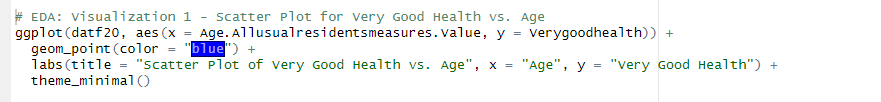 # EDA: Visualization 1 - Scatter Plot for Very Good Health vs. Age
ggplot(datf20, aes(x = Age.Allusualresidentsmeasures.Value, y = Verygoodhealth)) +
  geom_point(color = "blue") +
  labs(title = "Scatter Plot of Very Good Health vs. Age", x = "Age", y = "Very Good Health") +
  theme_minimal()